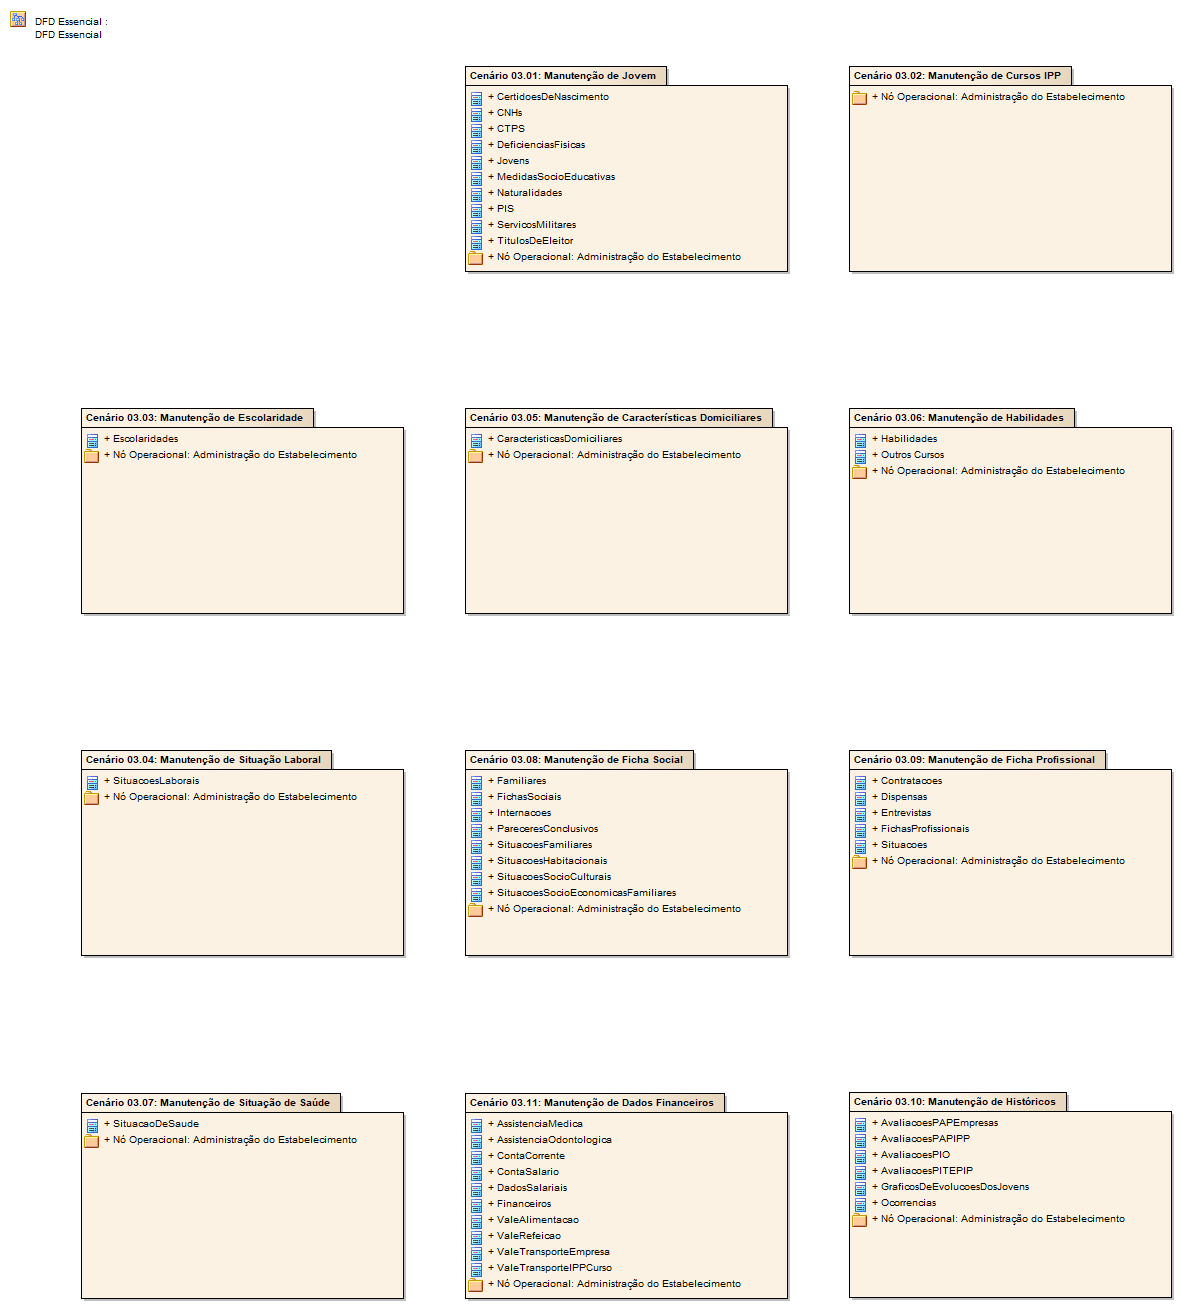 DFD Essencial :
DFD Essencial
Cenário 03.01: Manutenção de Jovem
+ CertidoesDeNascimento
+ CNHs
+ CTPS
+ DeficienciasFisicas
+ Jovens
+ MedidasSocioEducativas
+ Naturalidades
+ PIS
+ ServicosMilitares
+ TitulosDeEleitor
+ Nó Operacional: Administração do Estabelecimento
Cenário 03.02: Manutenção de Cursos IPP
+ Nó Operacional: Administração do Estabelecimento
Cenário 03.03: Manutenção de Escolaridade
+ Escolaridades
+ Nó Operacional: Administração do Estabelecimento
Cenário 03.05: Manutenção de Características Domiciliares
+ CaracteristicasDomiciliares
+ Nó Operacional: Administração do Estabelecimento
Cenário 03.06: Manutenção de Habilidades
+ Habilidades
+ Outros Cursos
+ Nó Operacional: Administração do Estabelecimento
Cenário 03.04: Manutenção de Situação Laboral
+ SituacoesLaborais
+ Nó Operacional: Administração do Estabelecimento
Cenário 03.08: Manutenção de Ficha Social
+ Familiares
+ FichasSociais
+ Internacoes
+ PareceresConclusivos
+ SituacoesFamiliares
+ SituacoesHabitacionais
+ SituacoesSocioCulturais
+ SituacoesSocioEconomicasFamiliares
+ Nó Operacional: Administração do Estabelecimento
Cenário 03.09: Manutenção de Ficha Profissional
+ Contratacoes
+ Dispensas
+ Entrevistas
+ FichasProfissionais
+ Situacoes
+ Nó Operacional: Administração do Estabelecimento
Cenário 03.07: Manutenção de Situação de Saúde
+ SituacaoDeSaude
+ Nó Operacional: Administração do Estabelecimento
Cenário 03.11: Manutenção de Dados Financeiros
+ AssistenciaMedica
+ AssistenciaOdontologica
+ ContaCorrente
+ ContaSalario
+ DadosSalariais
+ Financeiros
+ ValeAlimentacao
+ ValeRefeicao
+ ValeTransporteEmpresa
+ ValeTransporteIPPCurso
+ Nó Operacional: Administração do Estabelecimento
Cenário 03.10: Manutenção de Históricos
+ AvaliacoesPAPEmpresas
+ AvaliacoesPAPIPP
+ AvaliacoesPIO
+ AvaliacoesPITEPIP
+ GraficosDeEvolucoesDosJovens
+ Ocorrencias
+ Nó Operacional: Administração do Estabelecimento